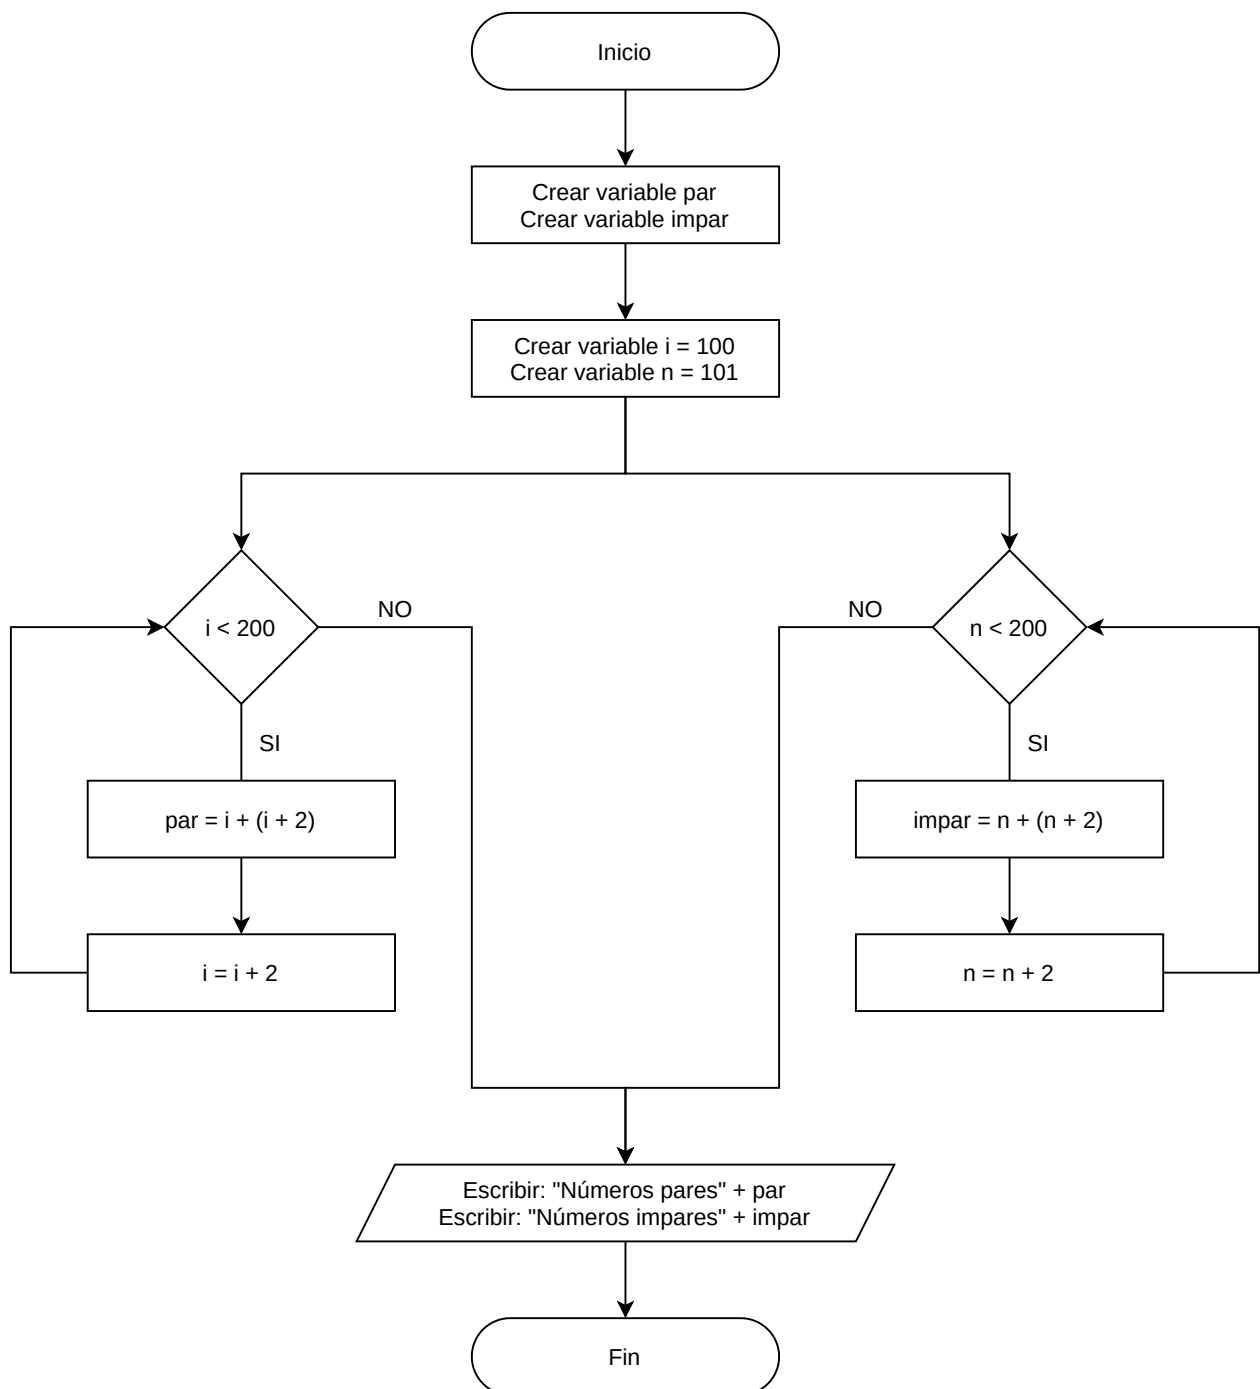 Inicio
Crear variable par
Crear variable impar
Crear variable i = 100
Crear variable n = 101
i < 200
NO
SI
par = i + (i + 2)
i = i + 2
NO
n < 200
SI
impar = n + (n + 2)
n = n + 2
Escribir: "Números pares" + par
Escribir: "Números impares" + impar
Fin